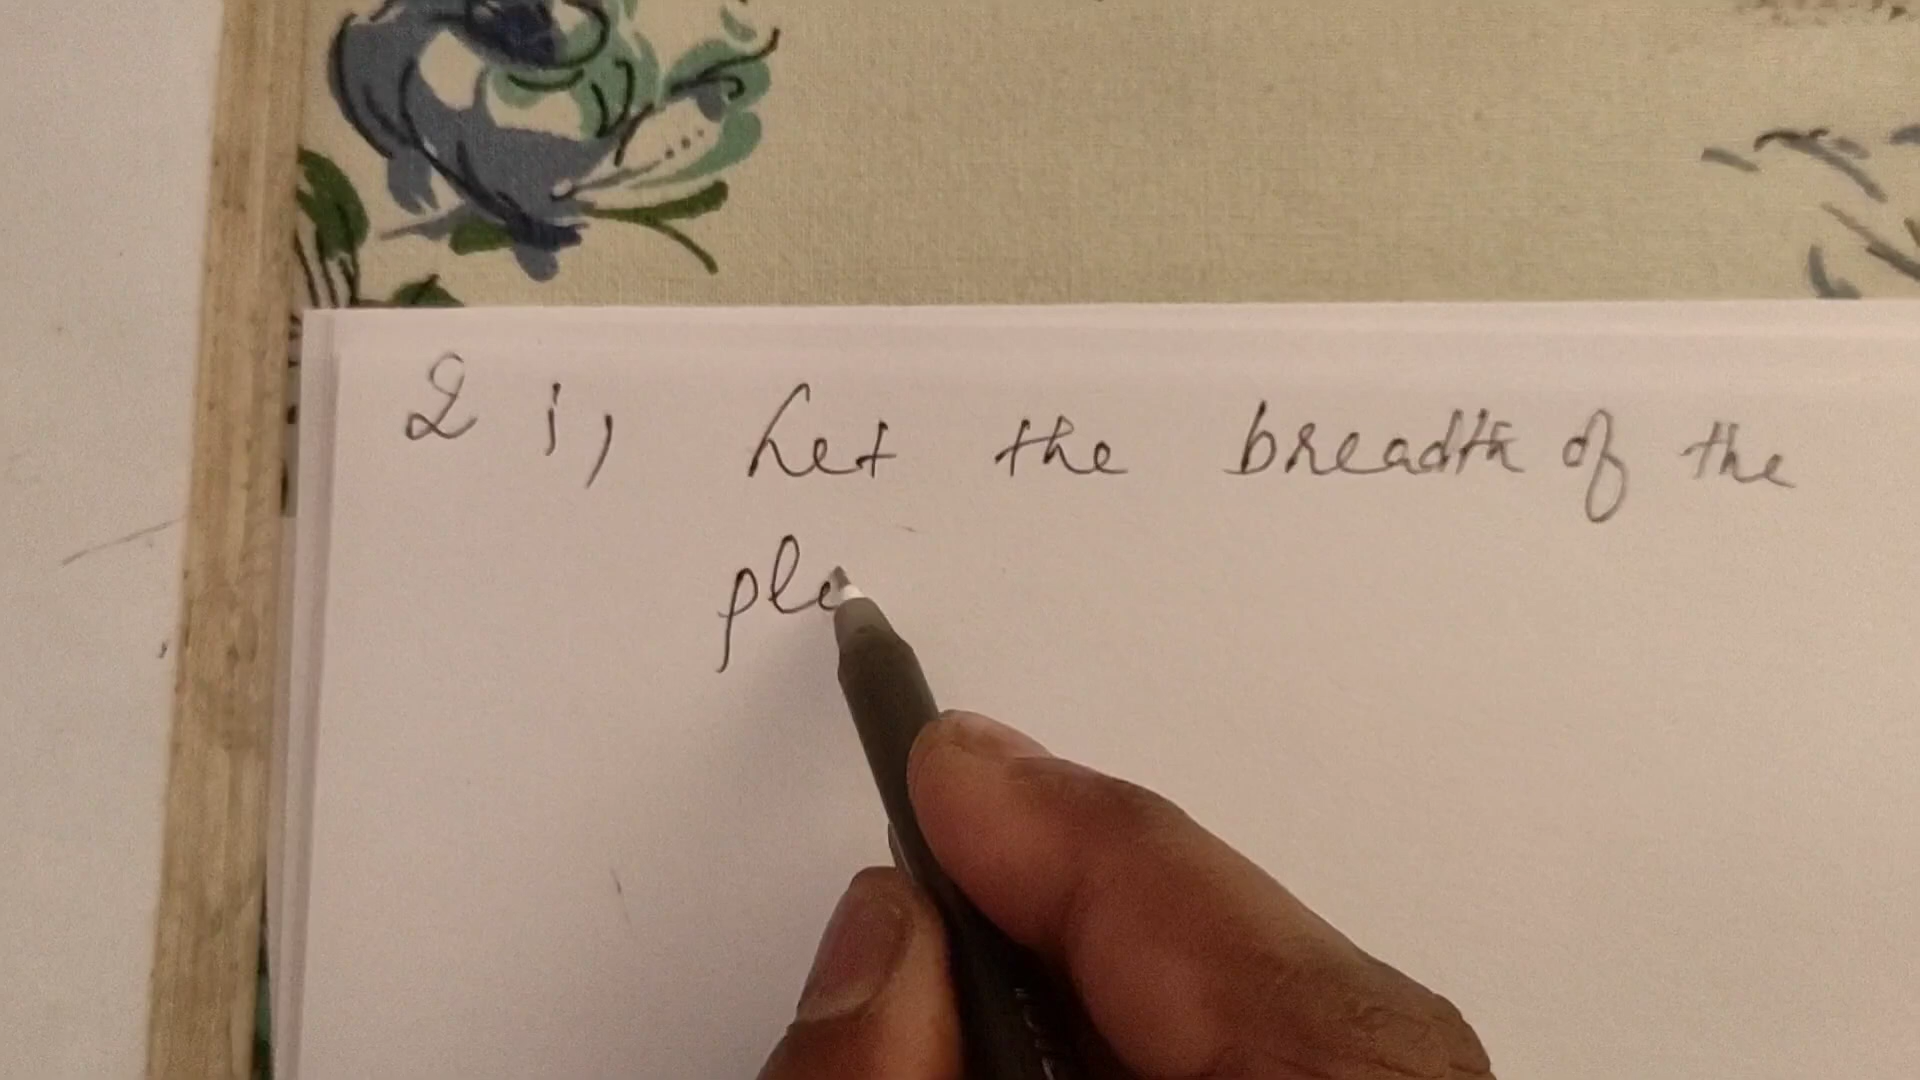 2 i, Let the breadth of the
pl